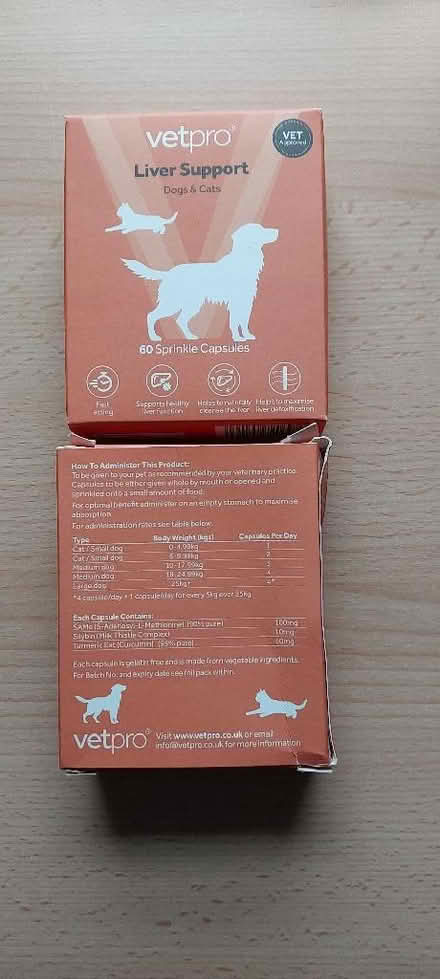 vetpro®
VET
Approved
Liver Support
Dogs & Cats
60 Sprinkle Capsules
Fast
acting
Supports healthy
liver function
Helps to naturally
cleanse the liver
Helps to maximise
liver detoxification
How To Administer This Product:
To be given to your pet as recommended by your veterinary practice.
Capsules to be either given whole by mouth or opened and
sprinkled onto a small amount of food.
For optimal benefit administer on an empty stomach to maximise
absorption.
For administration rates see table below.
Type Body Weight (kgs) Capsules Per Day
Cat / Small dog 0-4.99kg 1
Cat / Small dog 5-9.99kg 2
Medium dog 10-17.99kg 3
Medium dog 18-24.99kg 4
Large dog 25kg+ *
*4 capsule/day + 1 capsule/day for every 5kg over 25kg
Each Capsule Contains:
SAMe (S-Adenosyl-L-Methionine) (90% pure) 100mg
Silybin (Milk Thistle Complex) 10mg
Turmeric Ext (Curcumin) (95% pure) 10mg
Each capsule is gelatin free and is made from vegetable ingredients.
For Batch No. and expiry date see foil pack within.
vetpro®
Visit www.vetpro.co.uk or email
info@vetpro.co.uk for more information